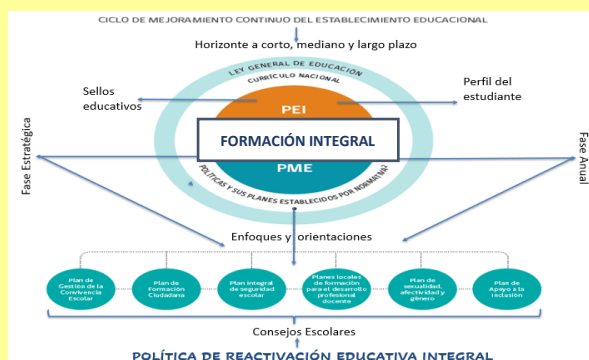 CICLO DE MEJORAMIENTO CONTINUO DEL ESTABLECIMIENTO EDUCACIONAL
Horizonte a corto, mediano y largo plazo
LEY GENERAL DE EDUCACIÓN
CURRÍCULO NACIONAL
Sellos
educativos
Perfil del
estudiante
PEI
FORMACIÓN INTEGRAL
PME
POLÍTICAS Y SUS PLANES ESTABLECIDOS POR NORMATIVA
Fase Estratégica
Fase Anual
Enfoques y orientaciones
Plan de
Gestión de la
Convivencia
Escolar
Plan de
Formación
Ciudadana
Plan integral
de seguridad
escolar
Planes locales
de formación
para el desarrollo
profesional
docente
Plan de
sexualidad,
afectividad y
género
Plan de
Apoyo a la
Inclusión
Consejos Escolares
POLÍTICA DE REACTIVACIÓN EDUCATIVA INTEGRAL